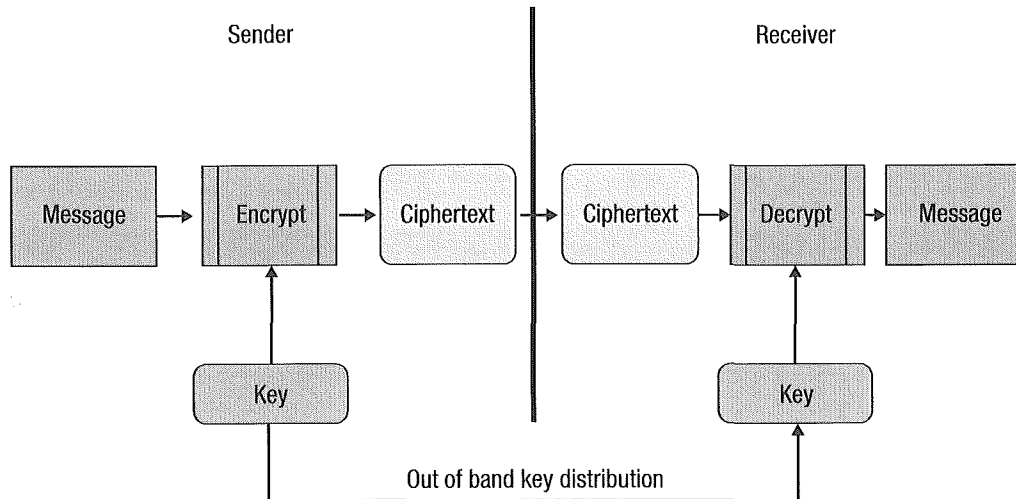 Sender
Receiver
Message
Encrypt
Ciphertext
Ciphertext
Decrypt
Message
Key
Key
Out of band key distribution